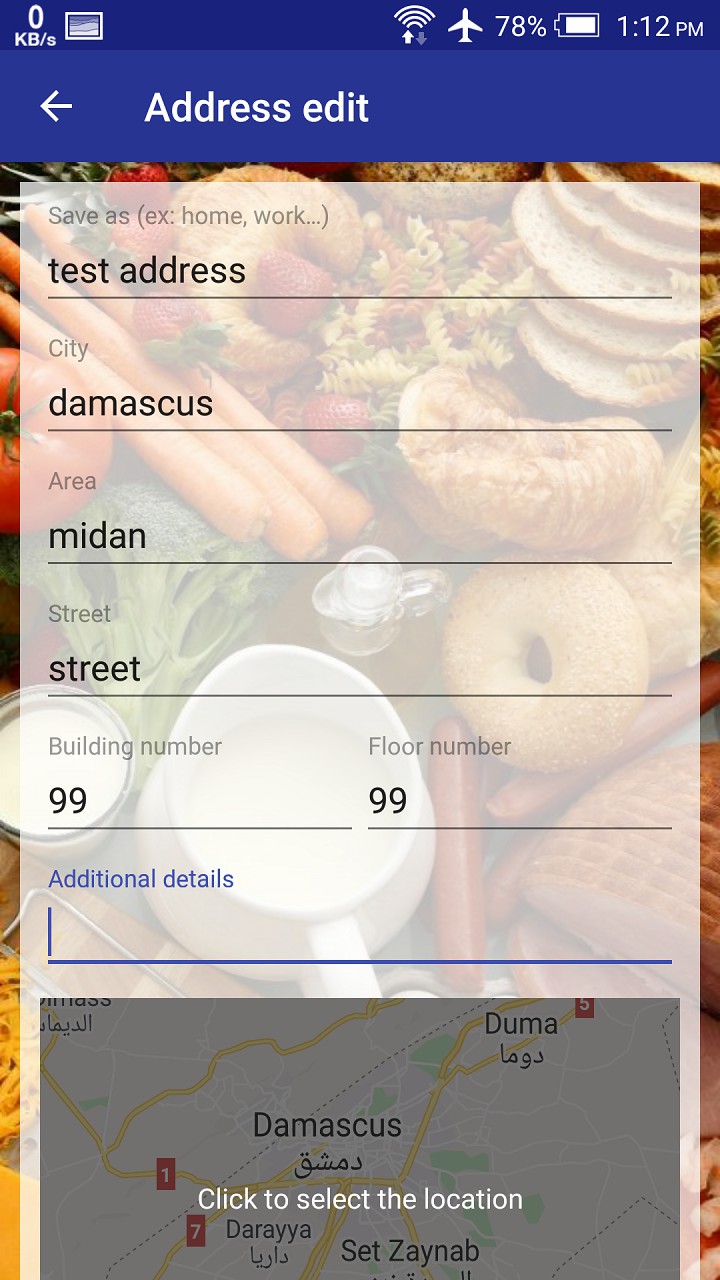 0
KB/s
78%
1:12 PM
Address edit
Save as (ex: home, work...)
test address
City
damascus
Area
midan
Street
street
Building number
Floor number
99
99
Additional details
5
الديماس
Duma
دوما
Damascus
دمشق
1
Click to select the location
7
Darayya
داريا
Set Zaynab